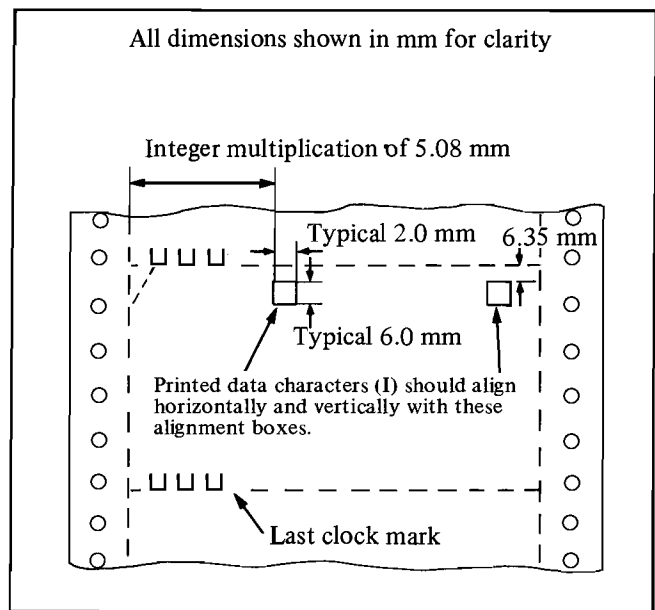 All dimensions shown in mm for clarity
Integer multiplication of 5.08 mm
Typical 2.0 mm
6.35 mm
Typical 6.0 mm
Printed data characters (I) should align
horizontally and vertically with these
alignment boxes.
Last clock mark